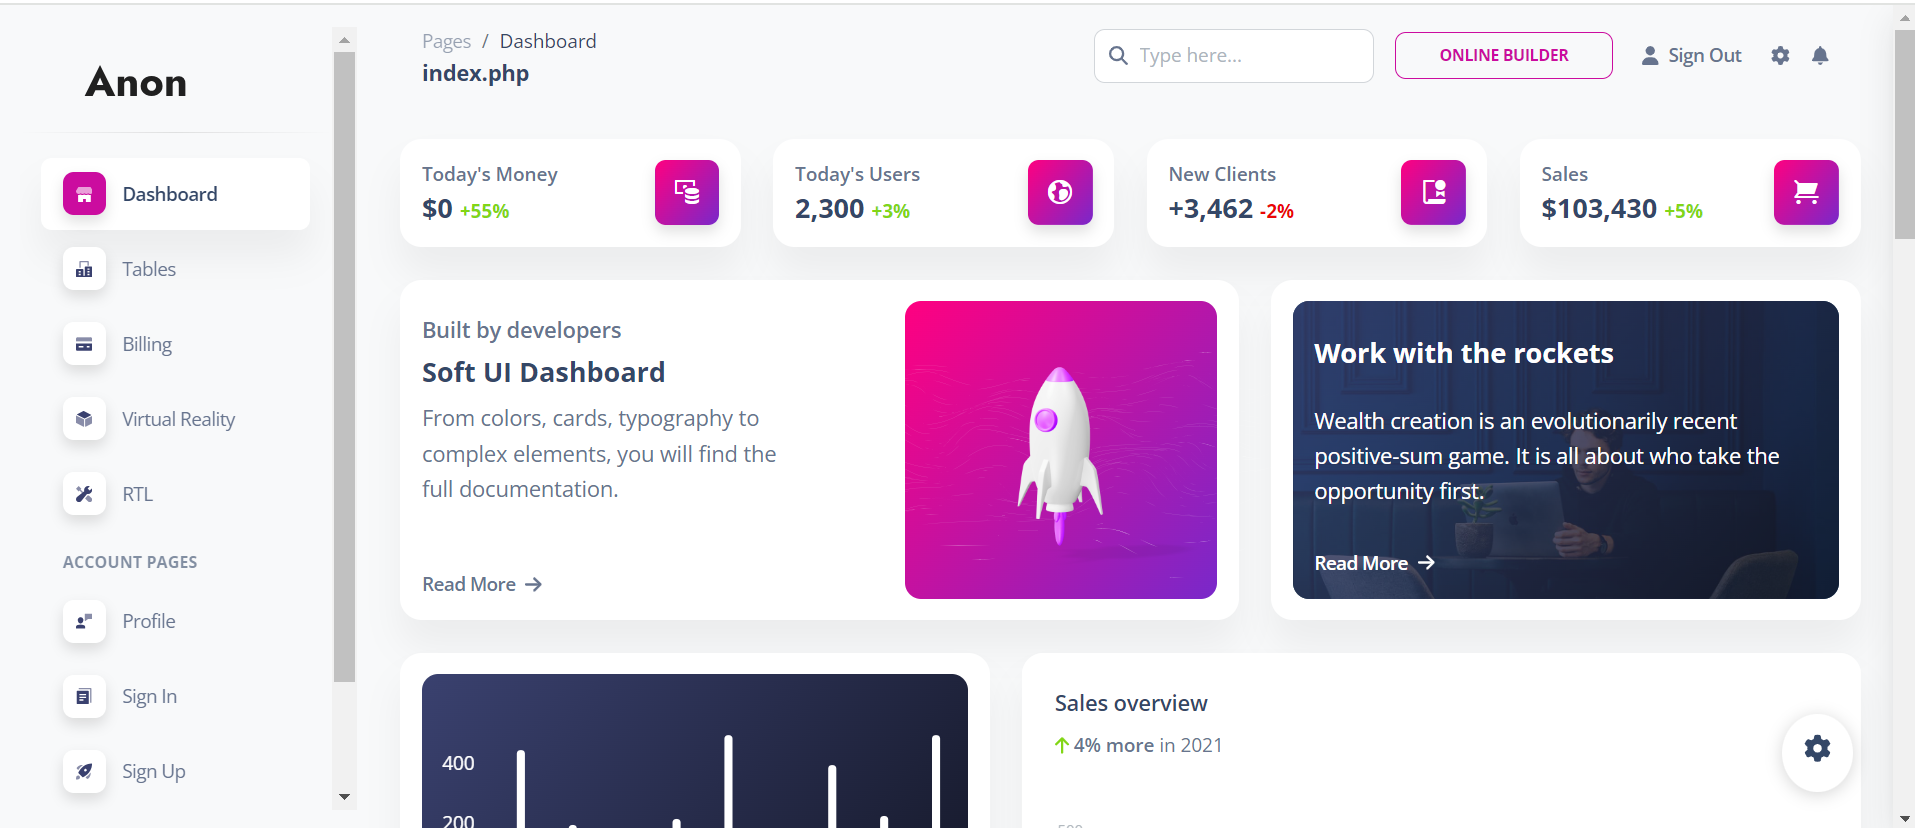 Anon
Dashboard
Tables
Billing
Virtual Reality
RTL
ACCOUNT PAGES
Profile
Sign In
Sign Up
Pages / Dashboard
index.php
Type here...
ONLINE BUILDER
Sign Out
Today's Money
$0 +55%
Today's Users
2,300 +3%
New Clients
+3,462 -2%
Sales
$103,430 +5%
Built by developers
Soft UI Dashboard
From colors, cards, typography to
complex elements, you will find the
full documentation.
Read More
Work with the rockets
Wealth creation is an evolutionarily recent
positive-sum game. It is all about who take the
opportunity first.
Read More
400
200
Sales overview
4% more in 2021
500